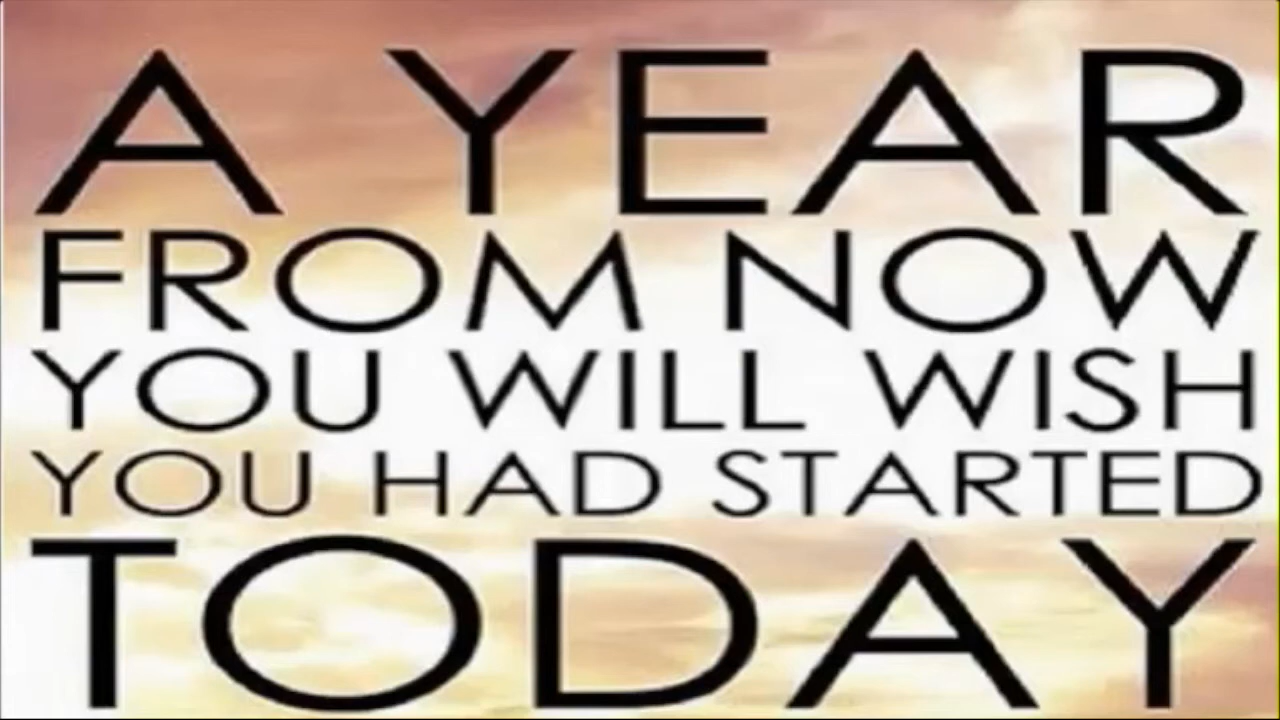 A YEAR
FROM NOW
YOU WILL WISH
YOU HAD STARTED
TODAY